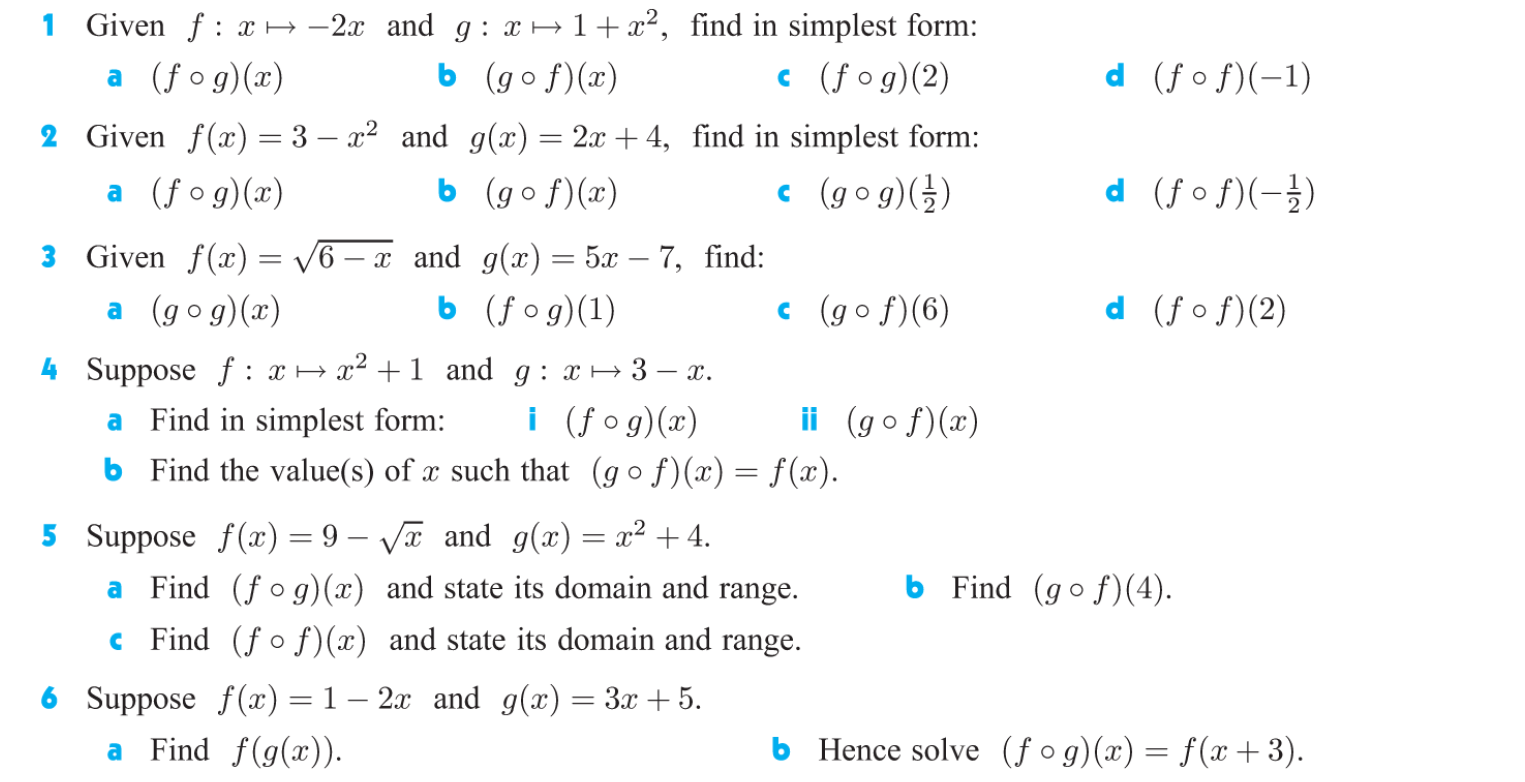 1 Given f : x ↦ −2x and g : x ↦ 1 + x², find in simplest form:
a (f ∘ g)(x) b (g ∘ f)(x) c (f ∘ g)(2) d (f ∘ f)(−1)
2 Given f(x) = 3 − x² and g(x) = 2x + 4, find in simplest form:
a (f ∘ g)(x) b (g ∘ f)(x) c (g ∘ g)(1/2) d (f ∘ f)(−1/2)
3 Given f(x) = √(6 − x) and g(x) = 5x − 7, find:
a (g ∘ g)(x) b (f ∘ g)(1) c (g ∘ f)(6) d (f ∘ f)(2)
4 Suppose f : x ↦ x² + 1 and g : x ↦ 3 − x.
a Find in simplest form: i (f ∘ g)(x) ii (g ∘ f)(x)
b Find the value(s) of x such that (g ∘ f)(x) = f(x).
5 Suppose f(x) = 9 − √x and g(x) = x² + 4.
a Find (f ∘ g)(x) and state its domain and range. b Find (g ∘ f)(4).
c Find (f ∘ f)(x) and state its domain and range.
6 Suppose f(x) = 1 − 2x and g(x) = 3x + 5.
a Find f(g(x)). b Hence solve (f ∘ g)(x) = f(x + 3).